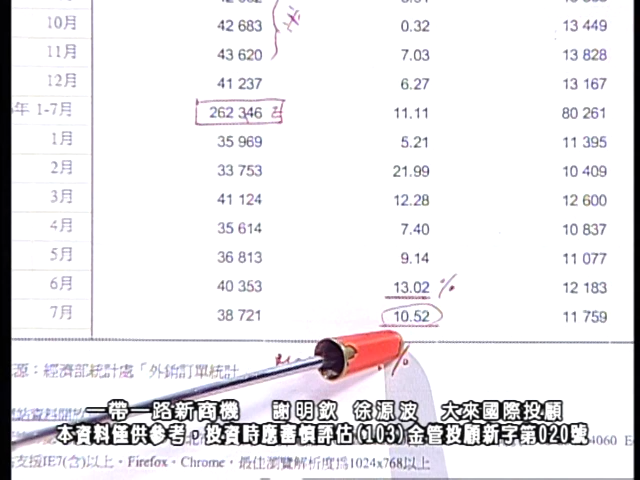 10月 42 683 0.32 13 449
11月 43 620 7.03 13 828
12月 41 237 6.27 13 167
年 1-7月 262 346 11.11 80 261
1月 35 969 5.21 11 395
2月 33 753 21.99 10 409
3月 41 124 12.28 12 600
4月 35 614 7.40 10 837
5月 36 813 9.14 11 077
6月 40 353 13.02 % 12 183
7月 38 721 10.52 11 759
%
源：經濟部統計處「外銷訂單統計
一帶一路新商機 謝明欽 徐源波 大來國際投顧
本資料僅供參考。投資時應審慎評估(103)金管投顧新字第020號
4060
支援IE7(含)以上、Firefox、Chrome，最佳瀏覽解析度為1024x768以上